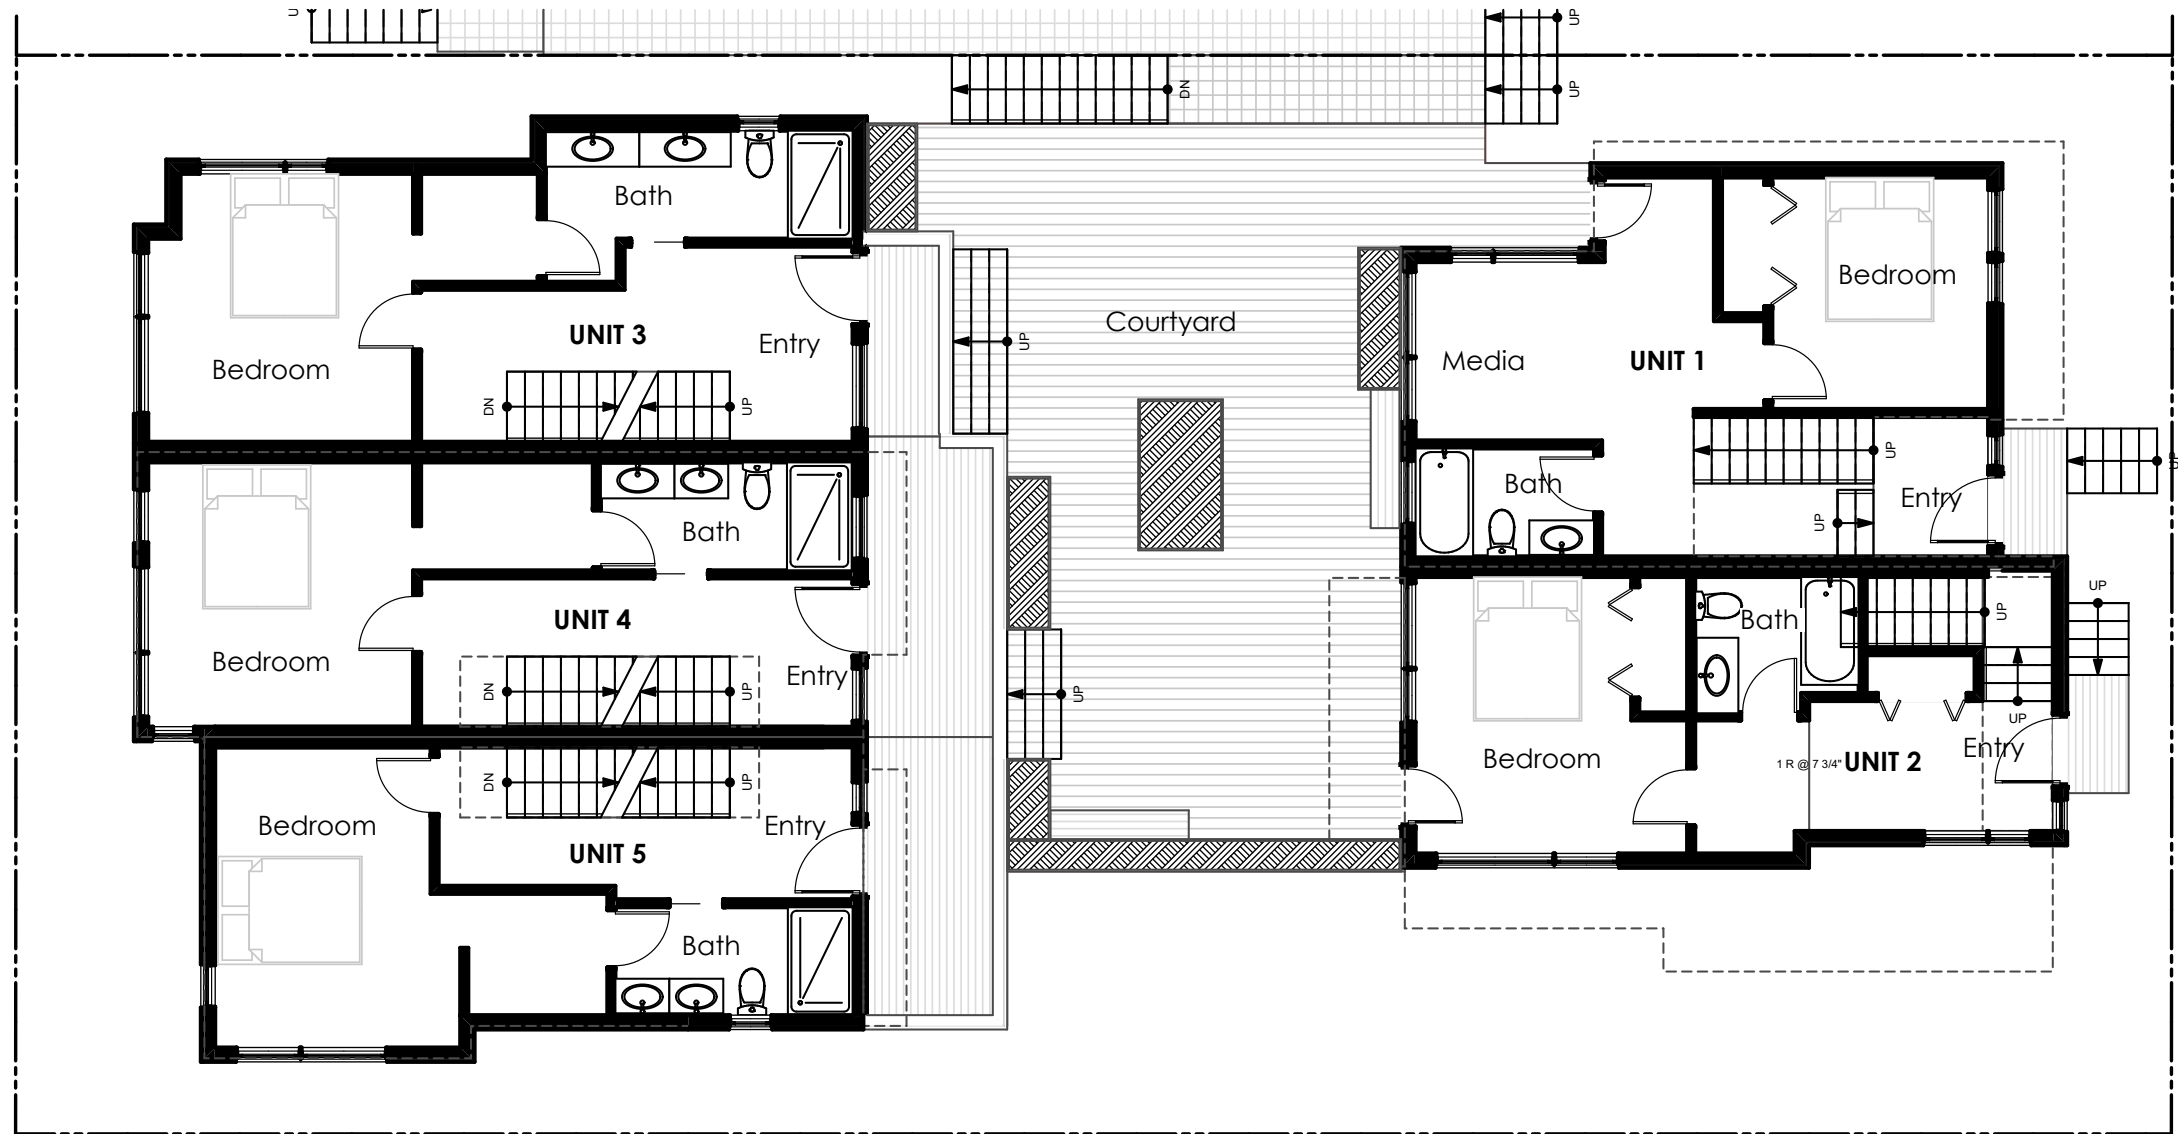 UP
UP
UP
DN
Bath
Bedroom
UNIT 3
Entry
Bedroom
DN
UP
UP
Courtyard
Media
UNIT 1
Bedroom
Bath
UP
UP
Entry
UP
Bath
UNIT 4
Bedroom
Entry
DN
UP
UP
Bath
UP
UP
UP
Bedroom
1 R @ 7 3/4"
UNIT 2
Entry
DN
UP
Bedroom
Entry
UNIT 5
Bath